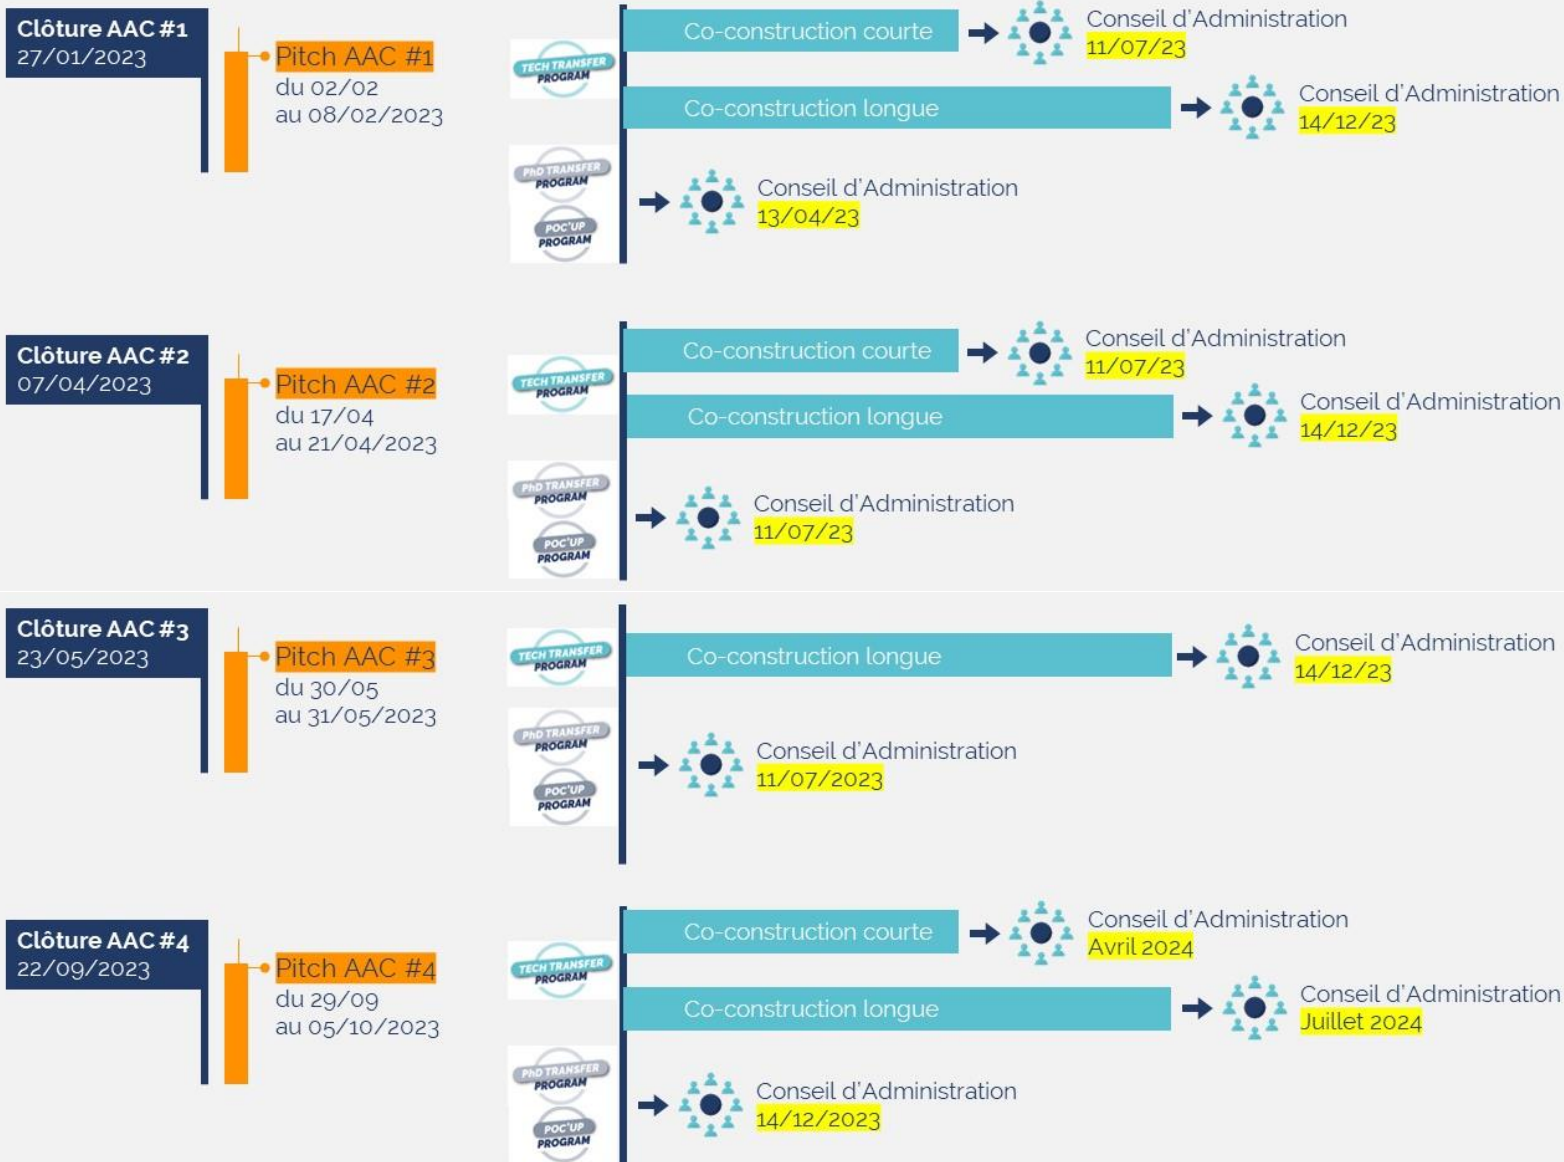 Clôture AAC #1
27/01/2023
Pitch AAC #1
du 02/02
au 08/02/2023
TECH TRANSFER
PROGRAM
Co-construction courte
Conseil d'Administration
11/07/23
Co-construction longue
Conseil d'Administration
14/12/23
PhD TRANSFER
PROGRAM
POC'UP
PROGRAM
Conseil d'Administration
13/04/23
Clôture AAC #2
07/04/2023
Pitch AAC #2
du 17/04
au 21/04/2023
TECH TRANSFER
PROGRAM
Co-construction courte
Conseil d'Administration
11/07/23
Co-construction longue
Conseil d'Administration
14/12/23
PhD TRANSFER
PROGRAM
POC'UP
PROGRAM
Conseil d'Administration
11/07/23
Clôture AAC #3
23/05/2023
Pitch AAC #3
du 30/05
au 31/05/2023
TECH TRANSFER
PROGRAM
Co-construction longue
Conseil d'Administration
14/12/23
PhD TRANSFER
PROGRAM
POC'UP
PROGRAM
Conseil d'Administration
11/07/2023
Clôture AAC #4
22/09/2023
Pitch AAC #4
du 29/09
au 05/10/2023
TECH TRANSFER
PROGRAM
Co-construction courte
Conseil d'Administration
Avril 2024
Co-construction longue
Conseil d'Administration
Juillet 2024
PhD TRANSFER
PROGRAM
POC'UP
PROGRAM
Conseil d'Administration
14/12/2023